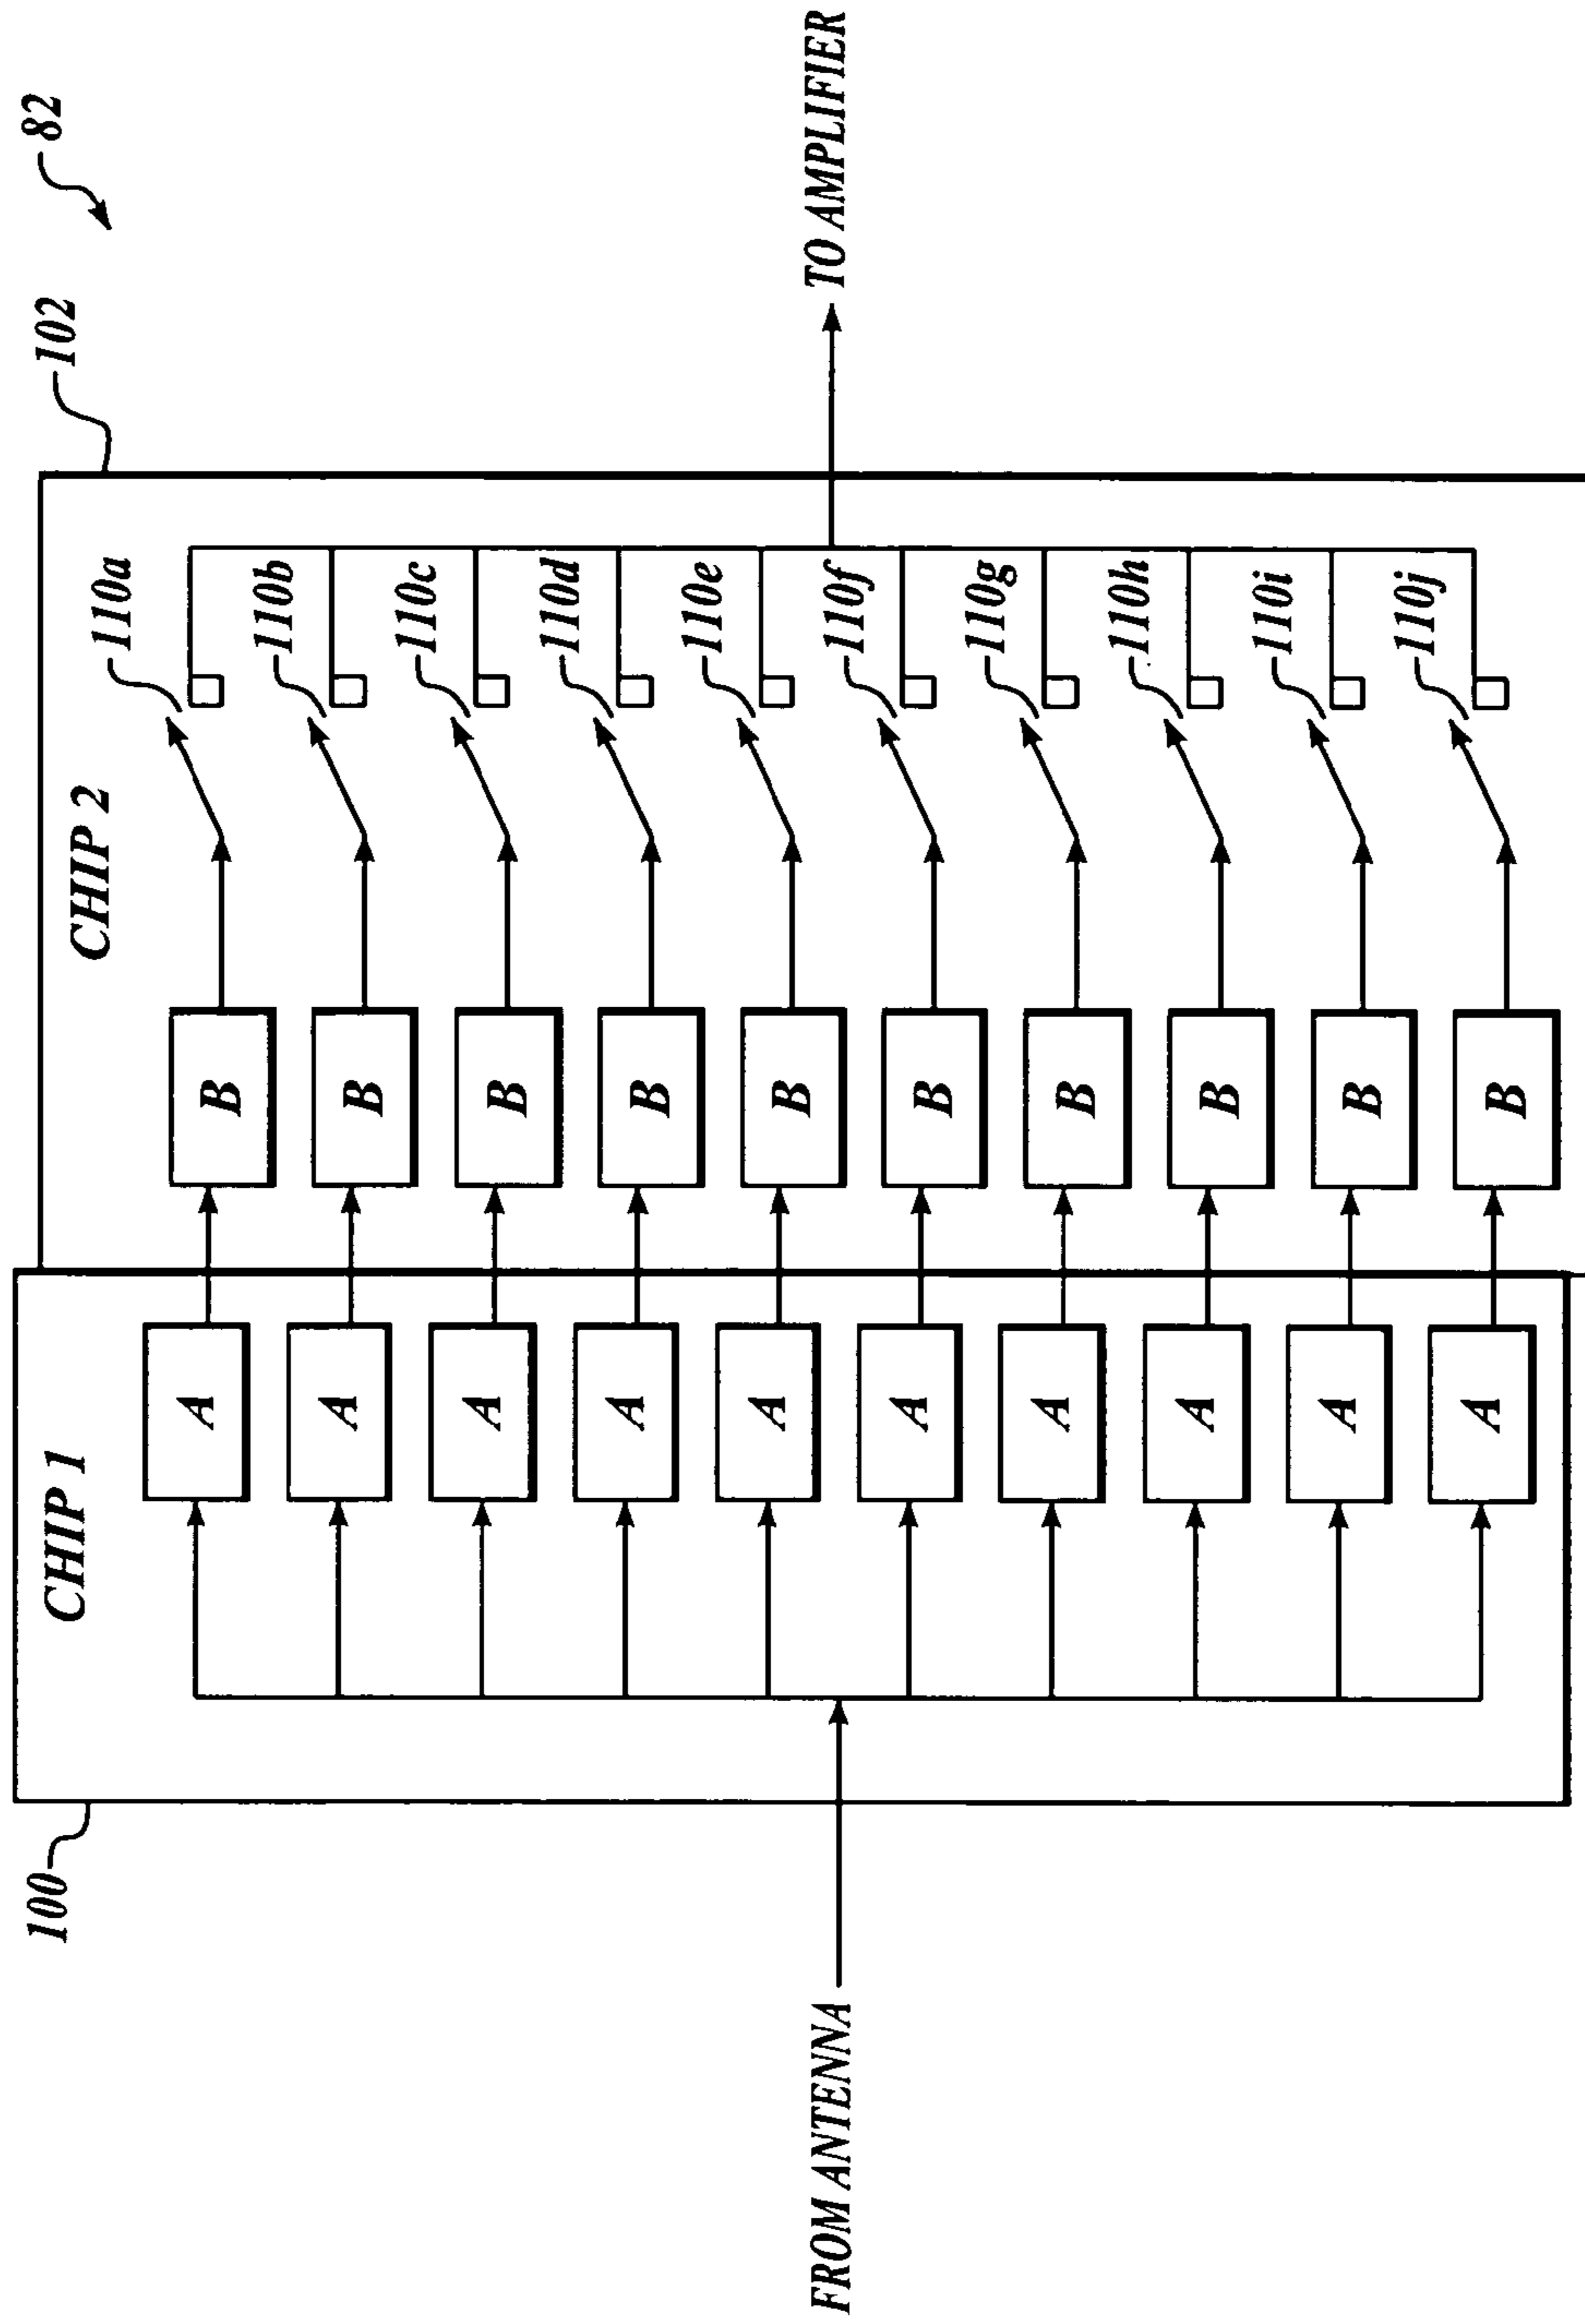 82
102
100
CHIP 1
CHIP 2
FROM ANTENNA
TO AMPLIFIER
A
B
110a
A
B
110b
A
B
110c
A
B
110d
A
B
110e
A
B
110f
A
B
110g
A
B
110h
A
B
110i
A
B
110j